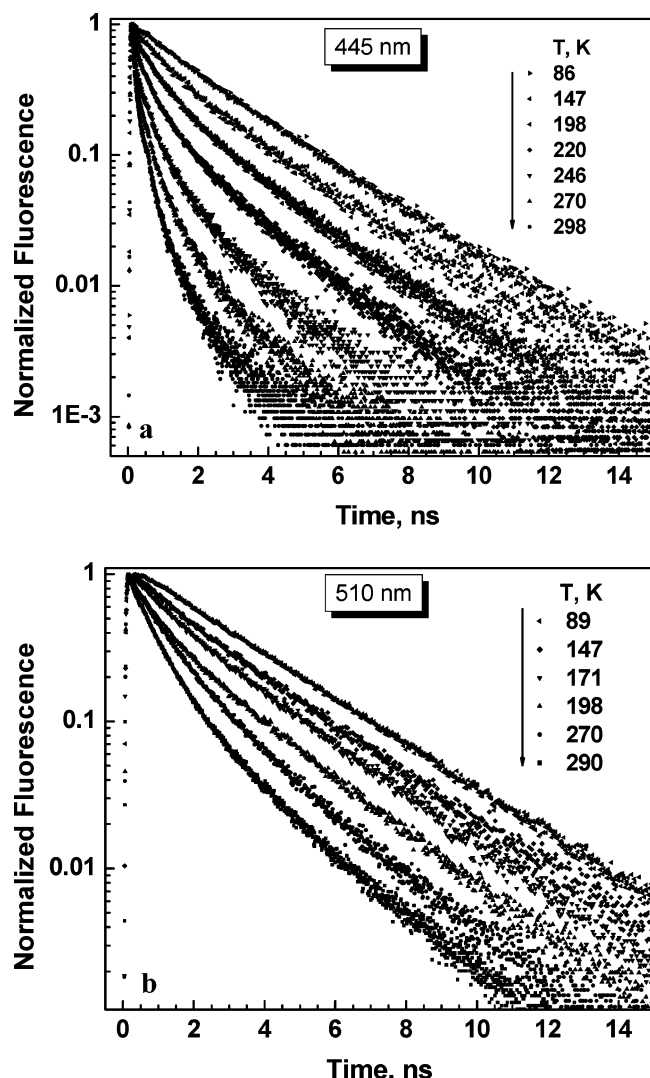 445 nm
T, K
86
147
198
220
246
270
298
Normalized Fluorescence
1
0.1
0.01
1E-3
a
0 2 4 6 8 10 12 14
Time, ns
510 nm
T, K
89
147
171
198
270
290
Normalized Fluorescence
1
0.1
0.01
b
0 2 4 6 8 10 12 14
Time, ns